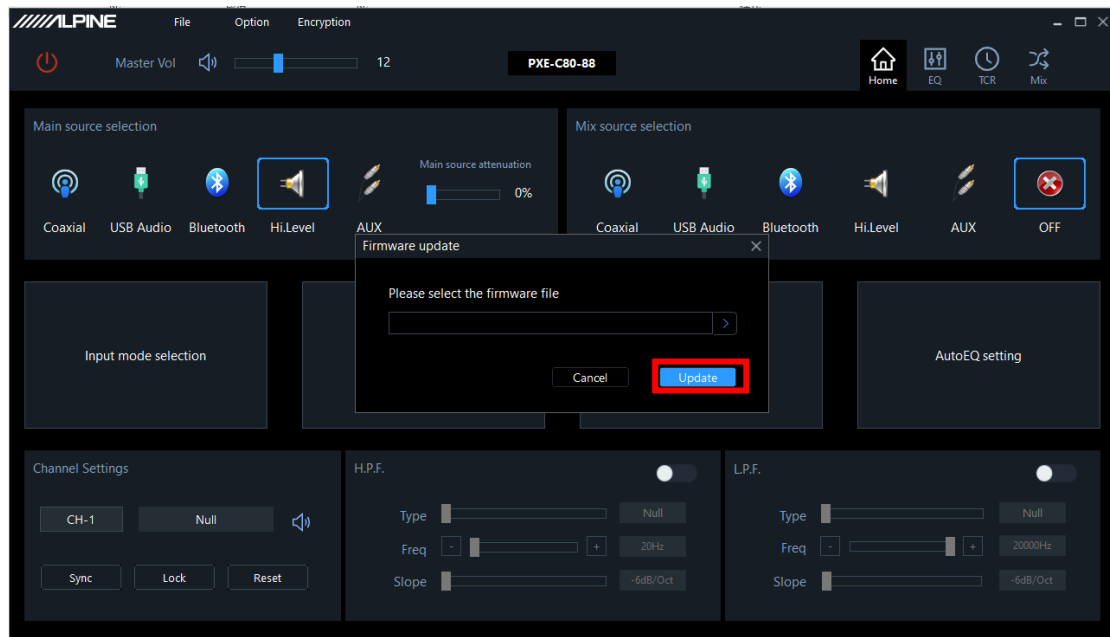 ALPINE File Option Encryption
Master Vol 12 PXE-C80-88 Home EQ TCR Mix
Main source selection
Coaxial USB Audio Bluetooth Hi.Level AUX
Main source attenuation
0%
Mix source selection
Coaxial USB Audio Bluetooth Hi.Level AUX OFF
Firmware update
Please select the firmware file
Cancel Update
Input mode selection
AutoEQ setting
Channel Settings
CH-1 Null
Sync Lock Reset
H.P.F.
Type Null
Freq - + 20Hz
Slope -6dB/Oct
L.P.F.
Type Null
Freq - + 20000Hz
Slope -6dB/Oct